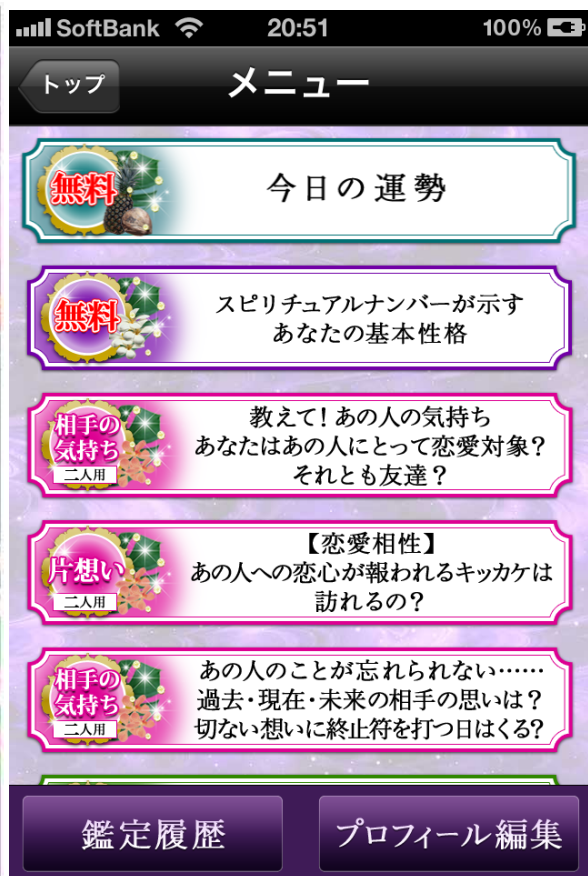 SoftBank 20:51 100%
トップ メニュー
無料
今日の運勢
無料
スピリチュアルナンバーが示す
あなたの基本性格
相手の
気持ち
二人用
教えて！あの人の気持ち
あなたはあの人にとって恋愛対象？
それとも友達？
片想い
二人用
【恋愛相性】
あの人への恋心が報われるキッカケは
訪れるの？
相手の
気持ち
二人用
あの人のことが忘れられない……
過去・現在・未来の相手の思いは？
切ない想いに終止符を打つ日はくる?
鑑定履歴 プロフィール編集